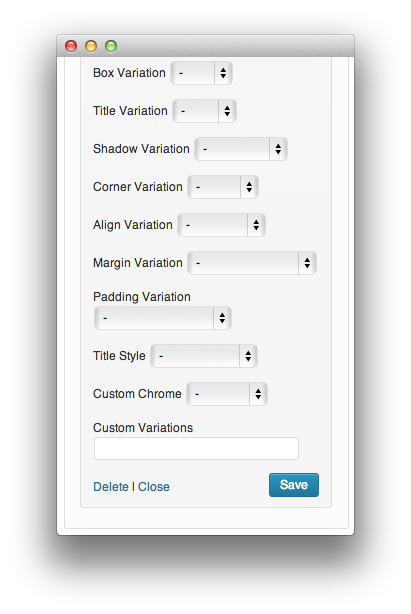 Box Variation -
Title Variation -
Shadow Variation -
Corner Variation -
Align Variation -
Margin Variation -
Padding Variation
-
Title Style -
Custom Chrome -
Custom Variations
Delete | Close Save